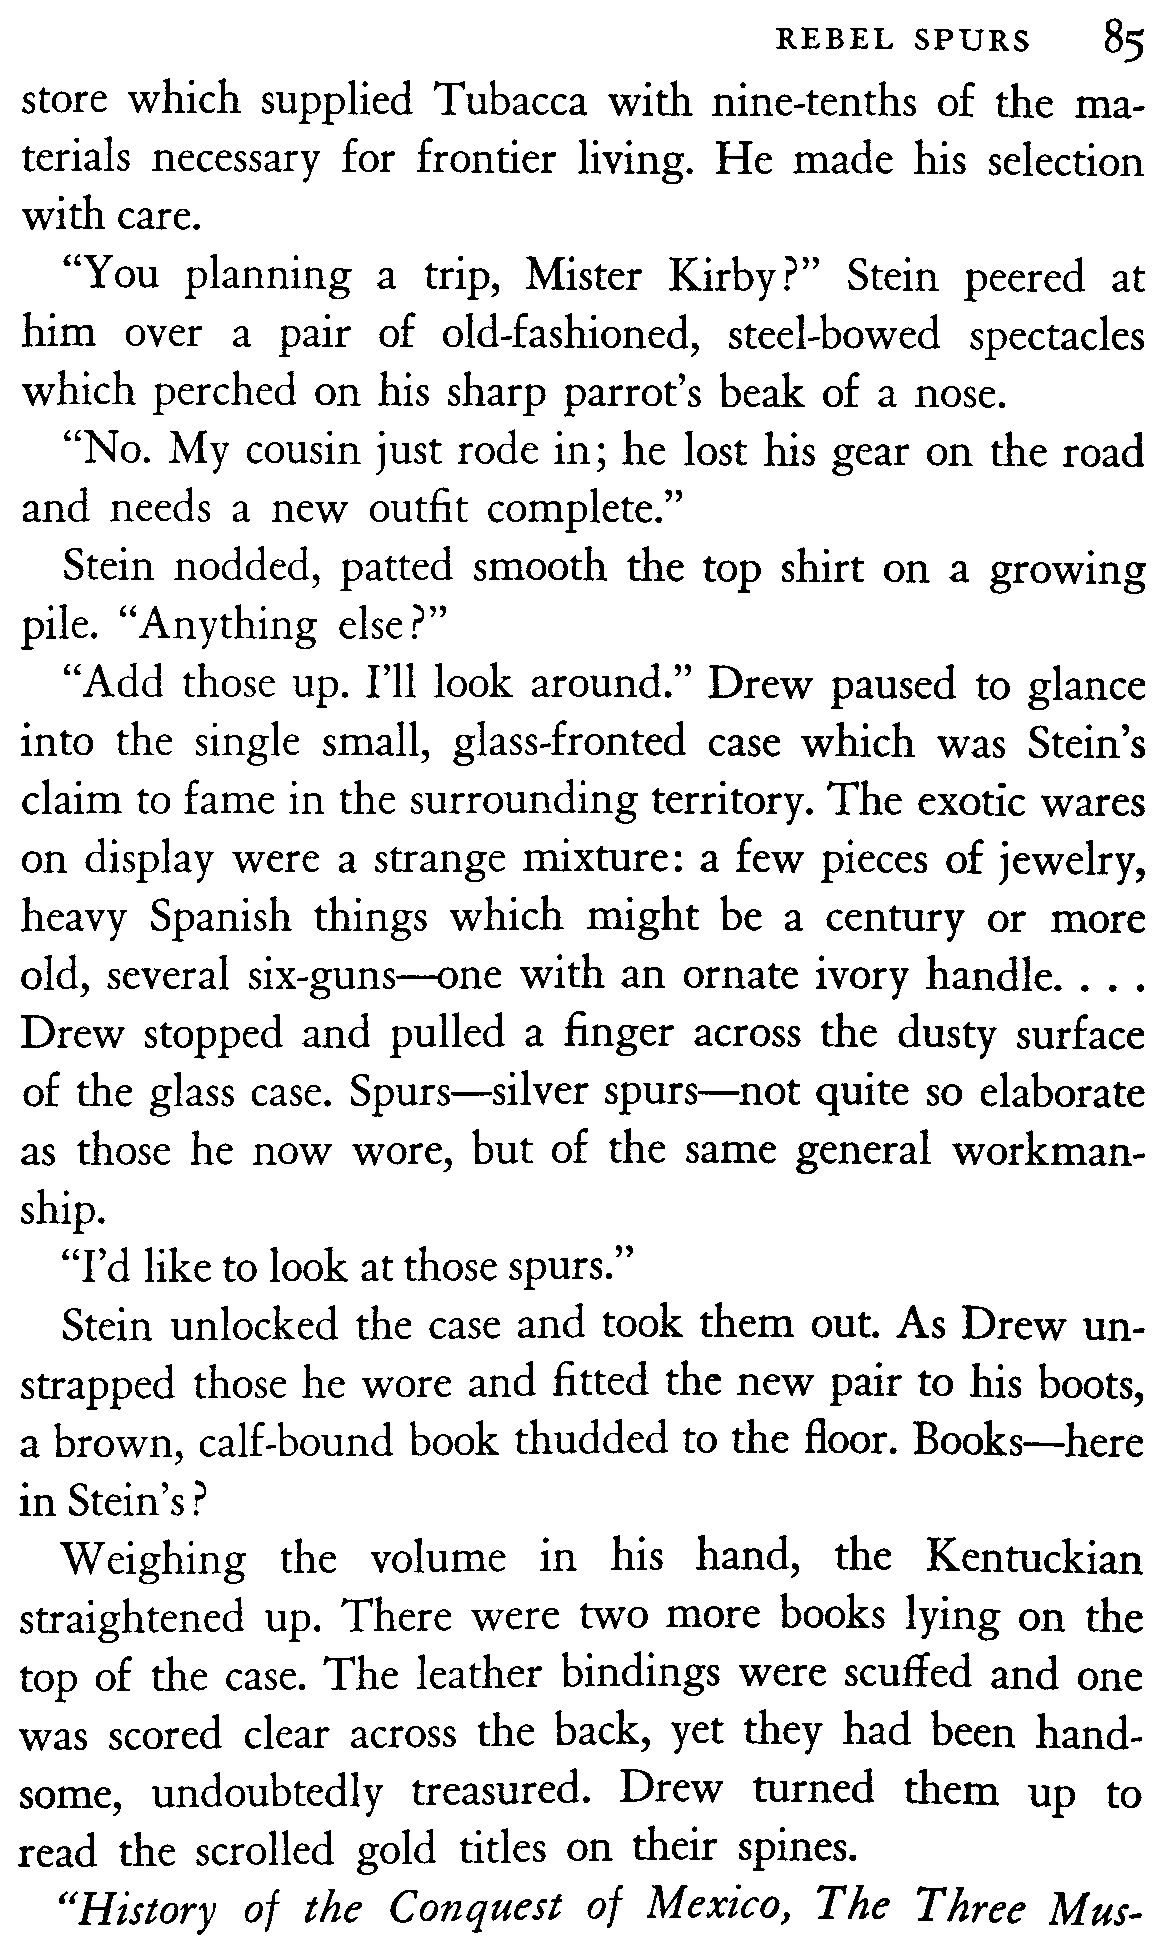 REBEL SPURS 85
store which supplied Tubacca with nine-tenths of the ma-
terials necessary for frontier living. He made his selection
with care.
“You planning a trip, Mister Kirby?” Stein peered at
him over a pair of old-fashioned, steel-bowed spectacles
which perched on his sharp parrot’s beak of a nose.
“No. My cousin just rode in; he lost his gear on the road
and needs a new outfit complete.”
Stein nodded, patted smooth the top shirt on a growing
pile. “Anything else?”
“Add those up. I’ll look around.” Drew paused to glance
into the single small, glass-fronted case which was Stein’s
claim to fame in the surrounding territory. The exotic wares
on display were a strange mixture: a few pieces of jewelry,
heavy Spanish things which might be a century or more
old, several six-guns—one with an ornate ivory handle. . . .
Drew stopped and pulled a finger across the dusty surface
of the glass case. Spurs—silver spurs—not quite so elaborate
as those he now wore, but of the same general workman-
ship.
“I’d like to look at those spurs.”
Stein unlocked the case and took them out. As Drew un-
strapped those he wore and fitted the new pair to his boots,
a brown, calf-bound book thudded to the floor. Books—here
in Stein’s?
Weighing the volume in his hand, the Kentuckian
straightened up. There were two more books lying on the
top of the case. The leather bindings were scuffed and one
was scored clear across the back, yet they had been hand-
some, undoubtedly treasured. Drew turned them up to
read the scrolled gold titles on their spines.
“History of the Conquest of Mexico, The Three Mus-